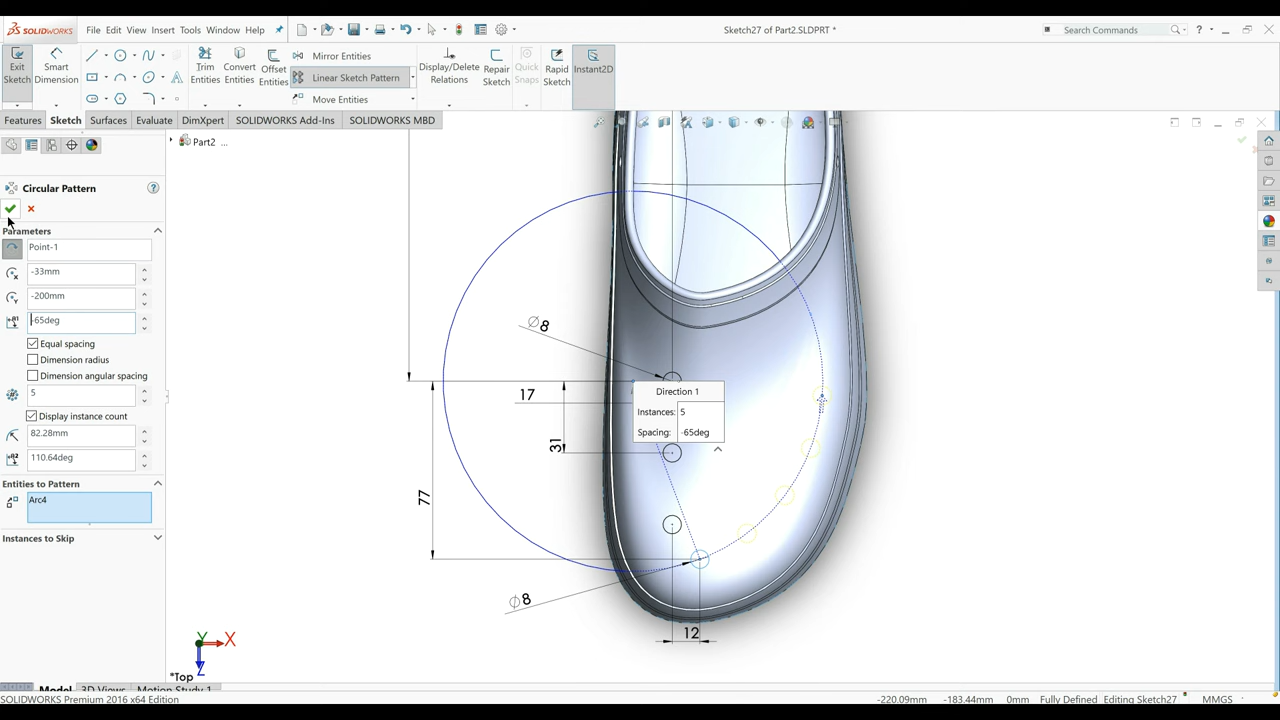 SOLIDWORKS
File Edit View Insert Tools Window Help
Sketch27 of Part2.SLDPRT *
Search Commands
Exit Sketch
Smart Dimension
Trim Entities
Convert Entities
Offset Entities
Mirror Entities
Linear Sketch Pattern
Move Entities
Display/Delete Relations
Repair Sketch
Quick Snaps
Rapid Sketch
Instant2D
Features Sketch Surfaces Evaluate DimXpert SOLIDWORKS Add-Ins SOLIDWORKS MBD
Part2 ...
Circular Pattern
Parameters
Point-1
-33mm
-200mm
-65deg
Equal spacing
Dimension radius
Dimension angular spacing
5
Display instance count
82.28mm
110.64deg
Entities to Pattern
Arc4
Instances to Skip
Ø8
17
31
77
Direction 1
Instances: 5
Spacing: -65deg
Ø8
12
Y
X
Z
*Top
Model 3D Views Motion Study 1
SOLIDWORKS Premium 2016 x64 Edition
-220.09mm -183.44mm 0mm Fully Defined Editing Sketch27 MMGS